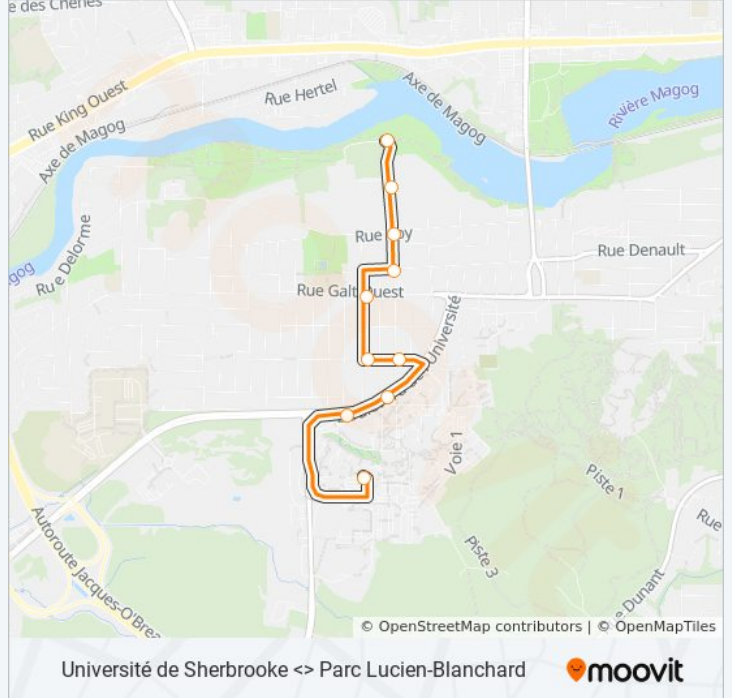 e des Chênes
Rue King Ouest
Axe de Magog
Rue Hertel
Axe de Magog
Rivière Magog
Rue Delorme
gog
Rue Denault
Rue Galt Ouest
Université
Voie 1
Piste 1
Rue
Piste 3
e Dunant
Autoroute Jacques-O'Brea
© OpenStreetMap contributors | © OpenMapTiles
Université de Sherbrooke <> Parc Lucien-Blanchard
moovit